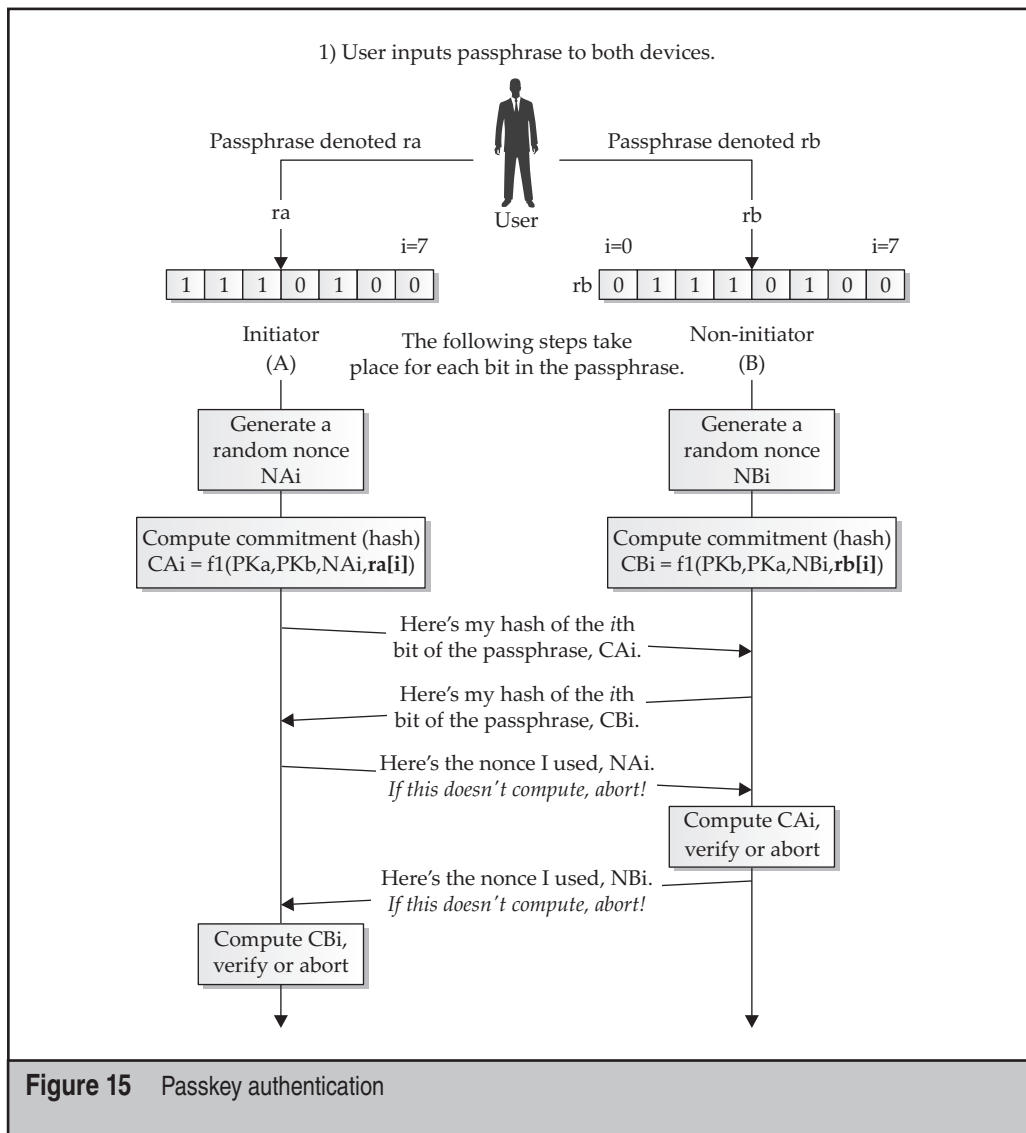 1) User inputs passphrase to both devices.
Passphrase denoted ra
Passphrase denoted rb
User
ra
rb
i=7
i=0
i=7
1 1 1 0 1 0 0
rb
0 1 1 1 0 1 0 0
Initiator
(A)
The following steps take
place for each bit in the passphrase.
Non-initiator
(B)
Generate a
random nonce
NAi
Generate a
random nonce
NBi
Compute commitment (hash)
CAi = f1(PKa,PKb,NAi,ra[i])
Compute commitment (hash)
CBi = f1(PKb,PKa,NBi,rb[i])
Here's my hash of the ith
bit of the passphrase, CAi.
Here's my hash of the ith
bit of the passphrase, CBi.
Here's the nonce I used, NAi.
If this doesn't compute, abort!
Compute CAi,
verify or abort
Here's the nonce I used, NBi.
If this doesn't compute, abort!
Compute CBi,
verify or abort
Figure 15 Passkey authentication